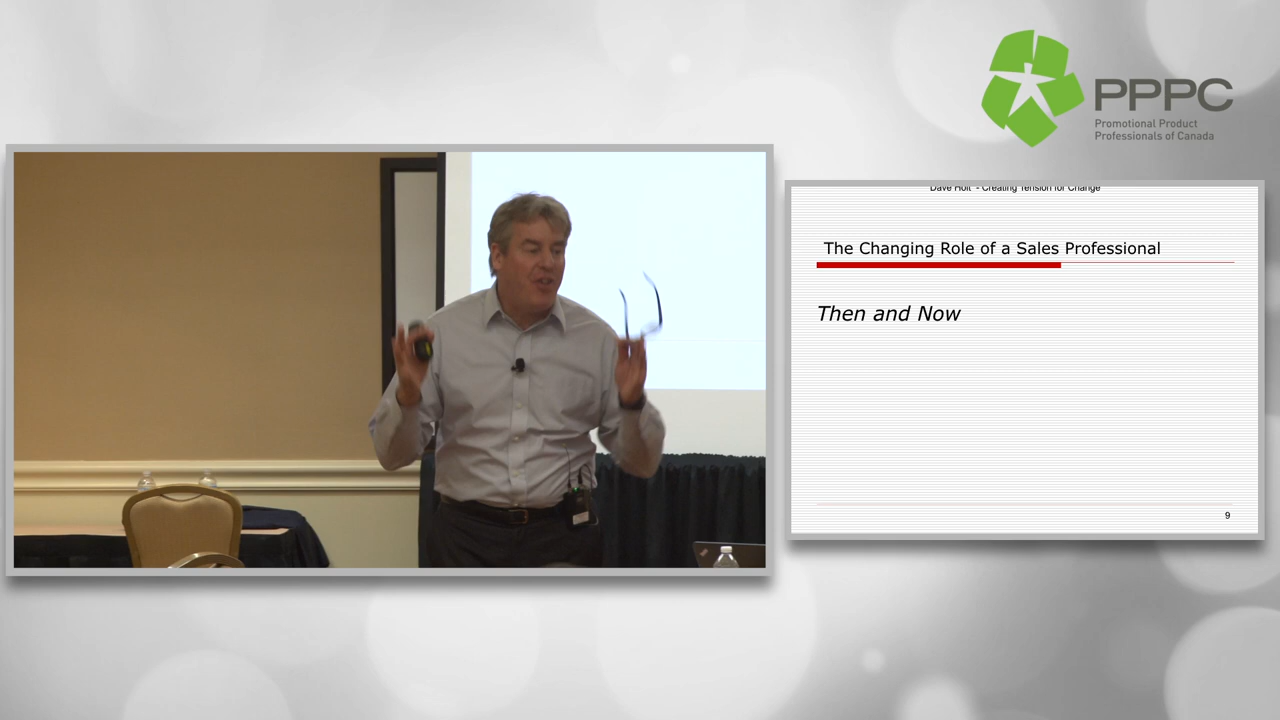 PPPC
Promotional Product
Professionals of Canada
Dave Holt - Creating Tension for Change
The Changing Role of a Sales Professional
Then and Now
9